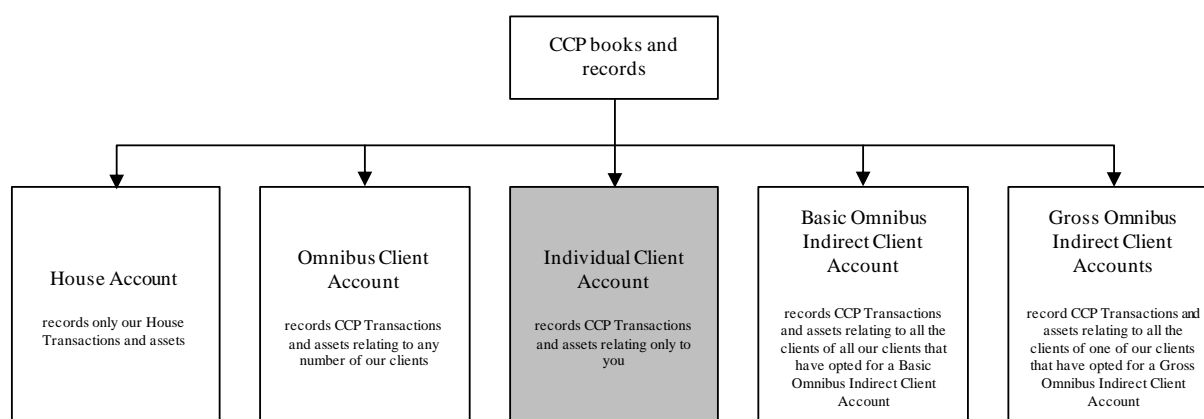 CCP books and
records
House Account
records only our House
Transactions and assets
Omnibus Client
Account
records CCP Transactions
and assets relating to any
number of our clients
Individual Client
Account
records CCP Transactions
and assets relating only to
you
Basic Omnibus
Indirect Client
Account
records CCP Transactions
and assets relating to all the
clients of all our clients that
have opted for a Basic
Omnibus Indirect Client
Account
Gross Omnibus
Indirect Client
Accounts
record CCP Transactions and
assets relating to all the
clients of one of our clients
that have opted for a Gross
Omnibus Indirect Client
Account